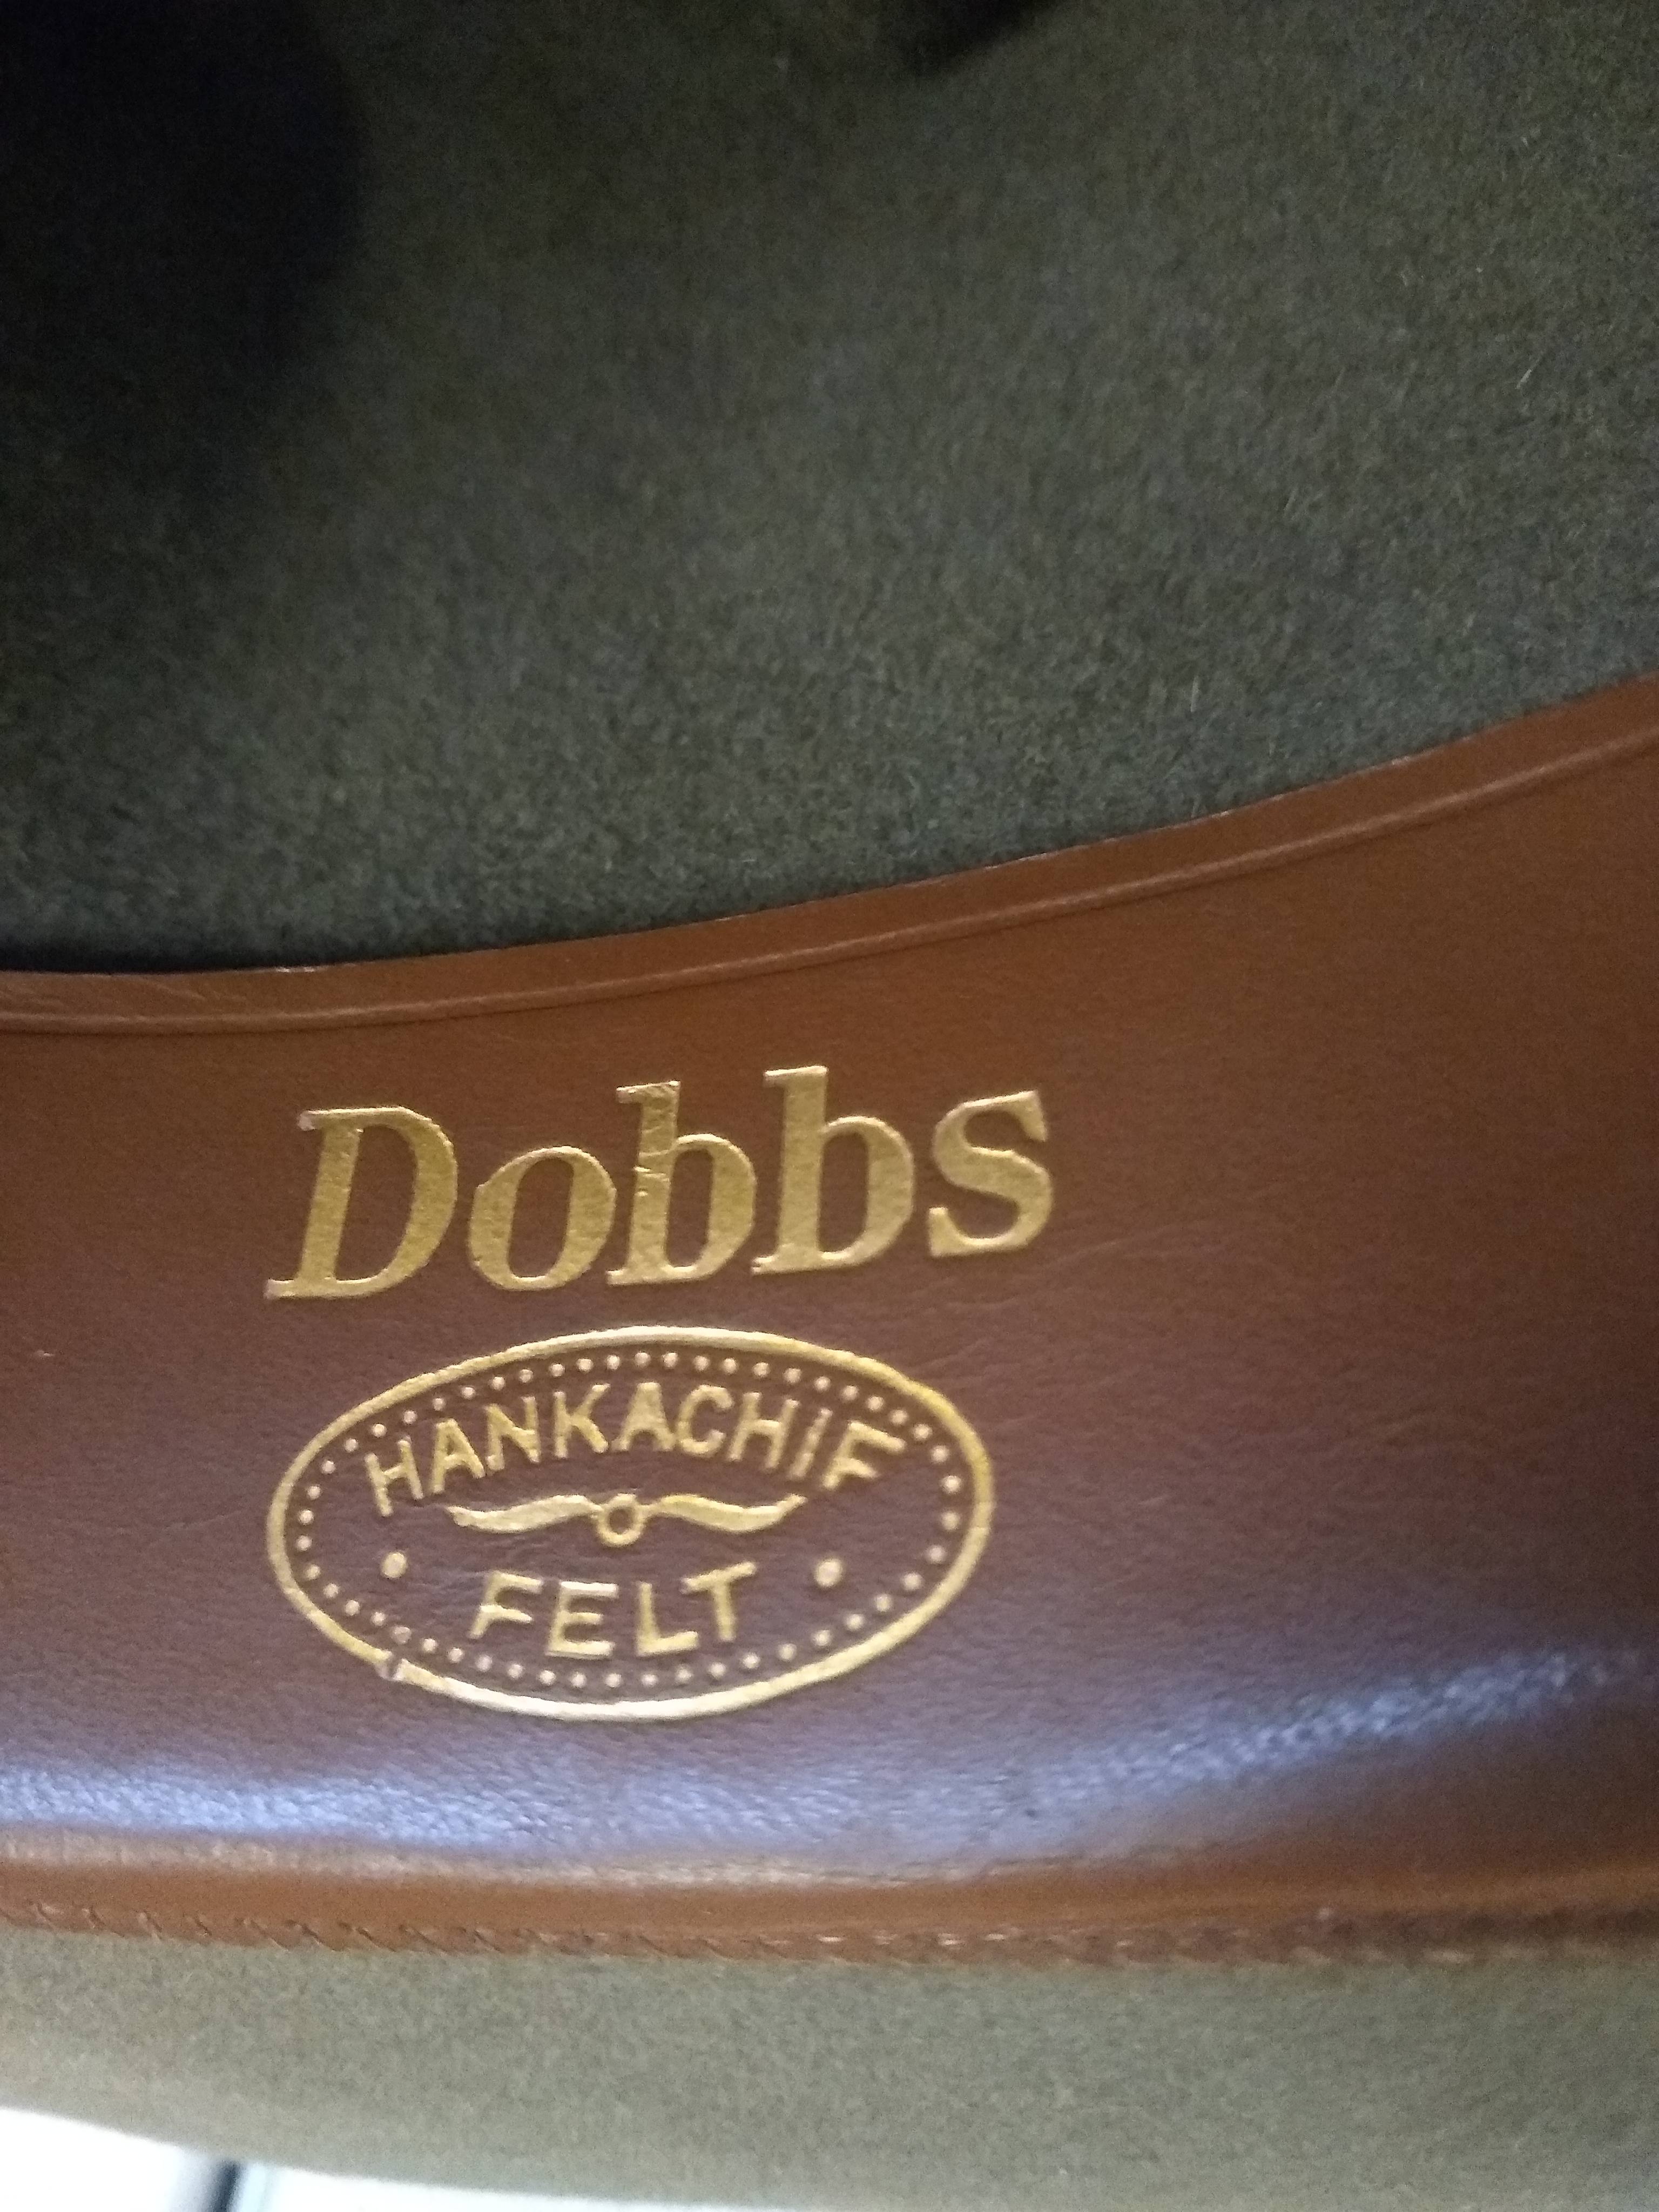 Dobbs
HANKACHIF
• FELT •